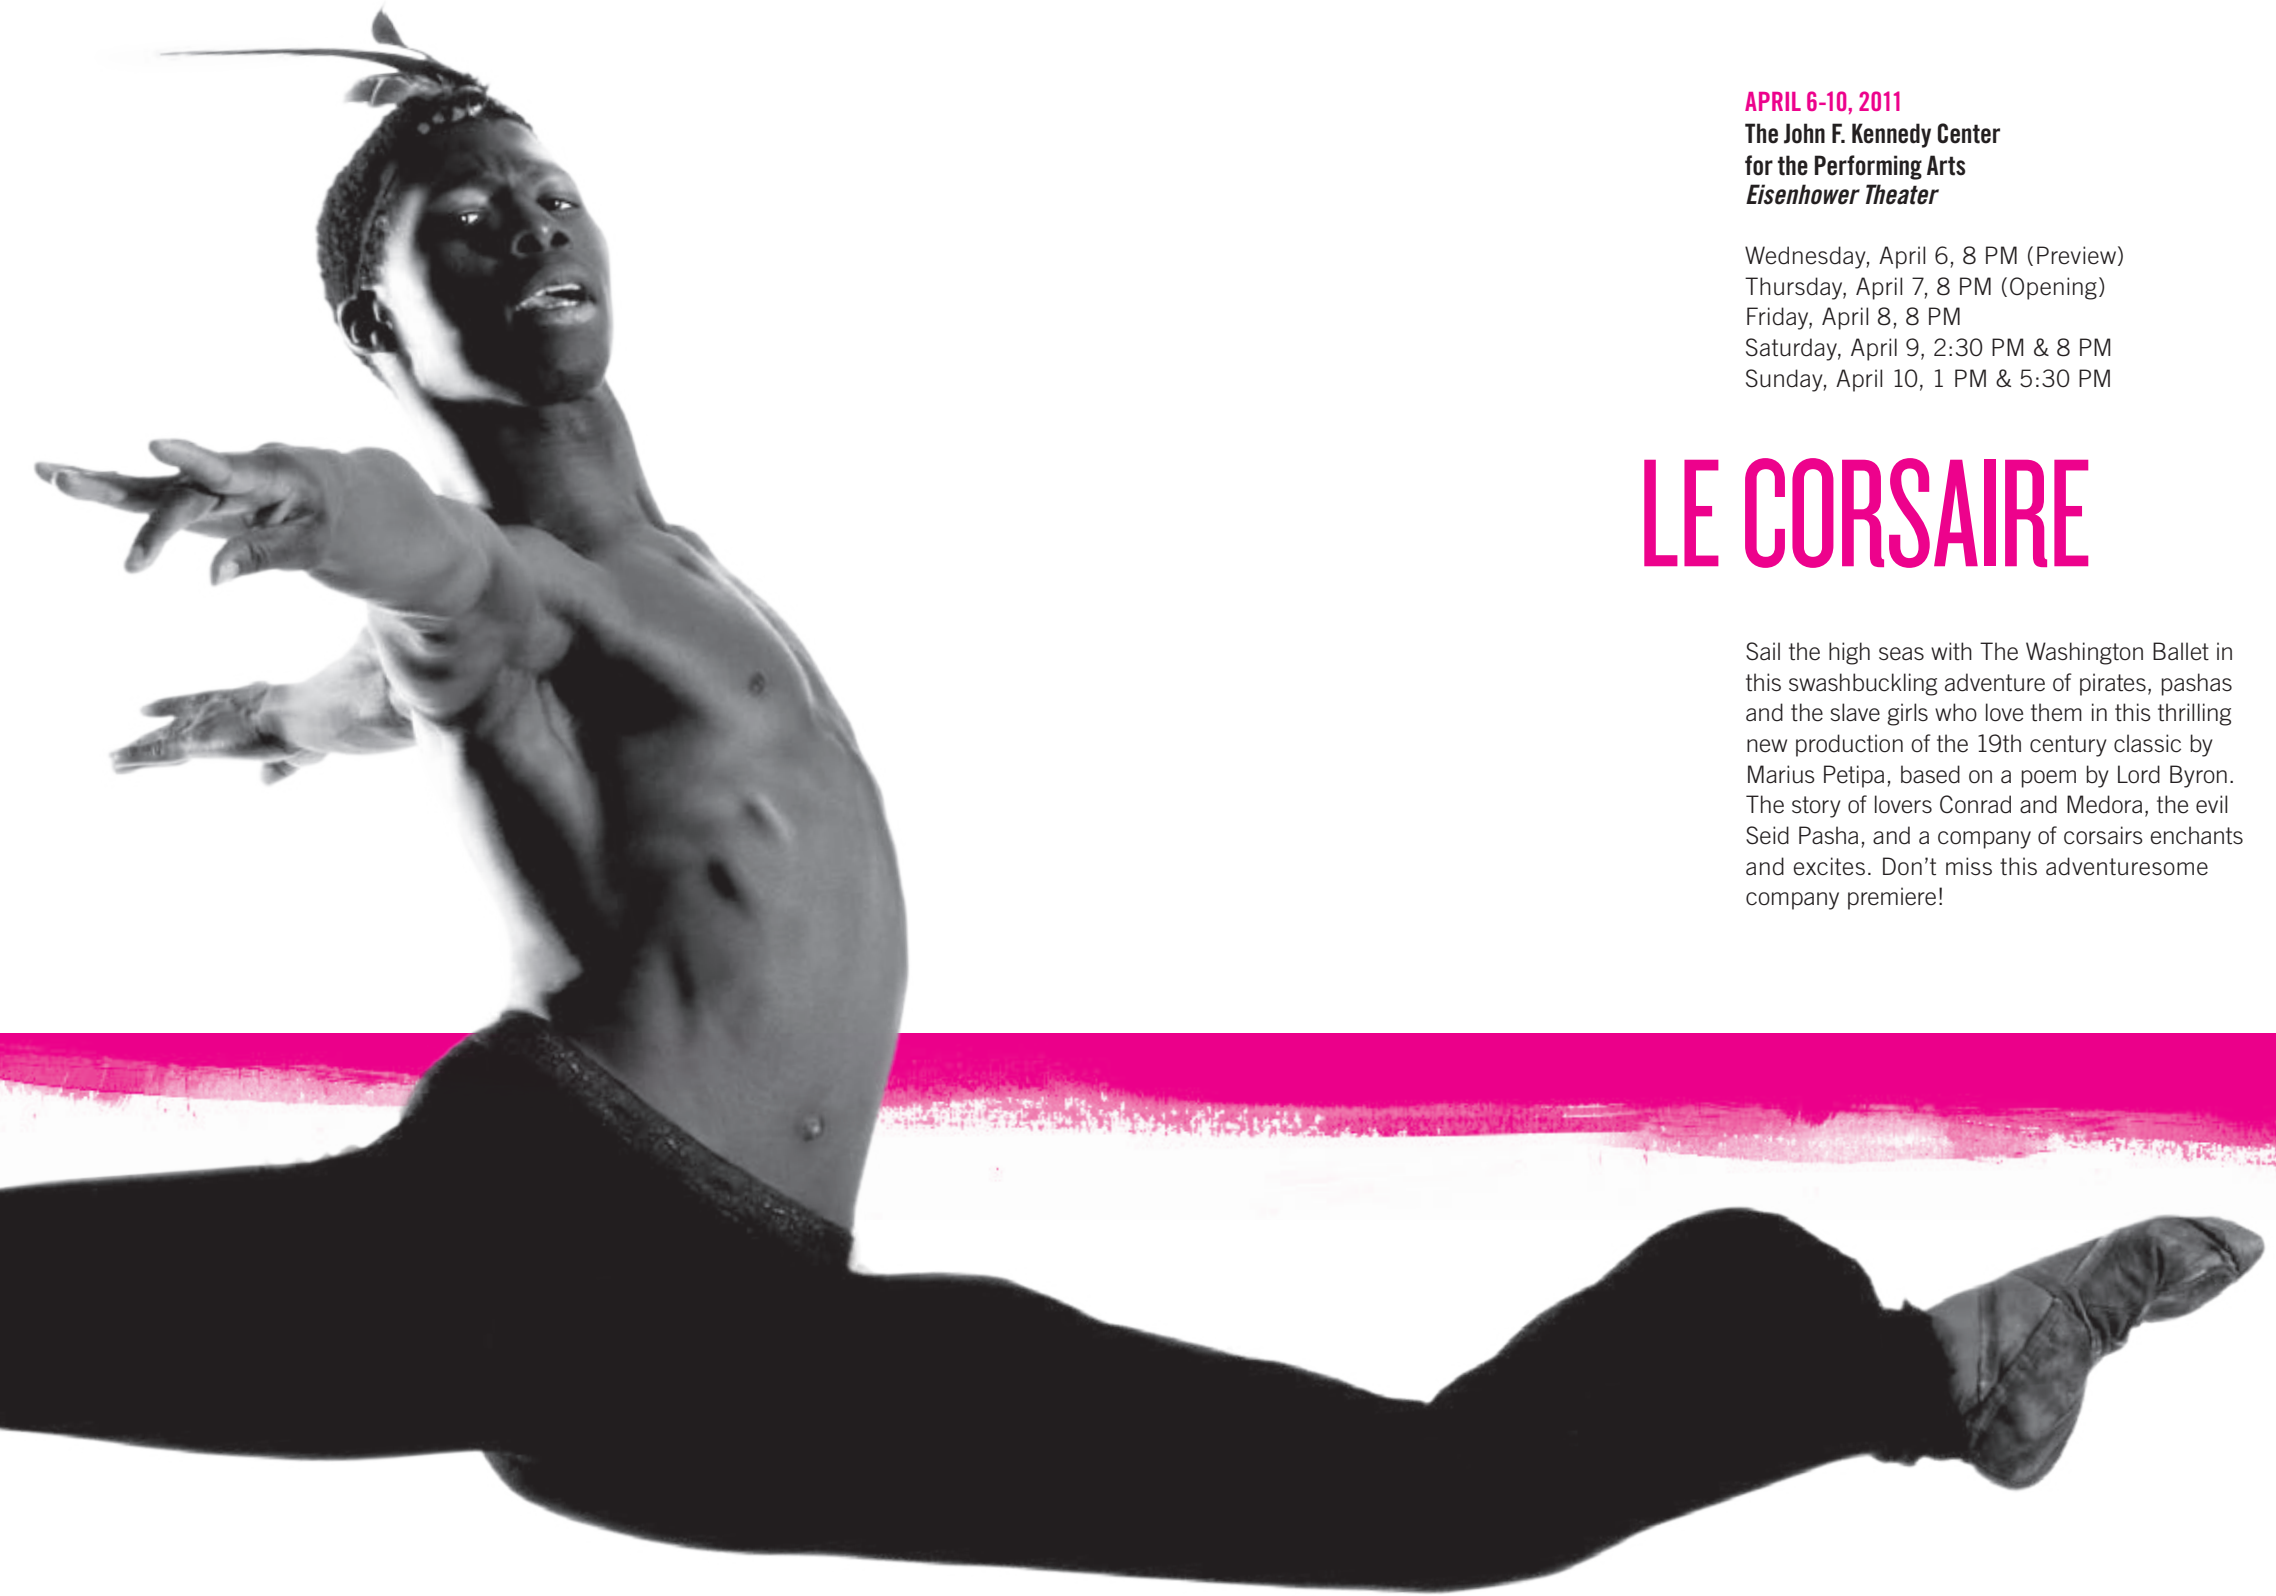 APRIL 6-10, 2011
The John F. Kennedy Center
for the Performing Arts
Eisenhower Theater
Wednesday, April 6, 8 PM (Preview)
Thursday, April 7, 8 PM (Opening)
Friday, April 8, 8 PM
Saturday, April 9, 2:30 PM & 8 PM
Sunday, April 10, 1 PM & 5:30 PM
LE CORSAIRE
Sail the high seas with The Washington Ballet in
this swashbuckling adventure of pirates, pashas
and the slave girls who love them in this thrilling
new production of the 19th century classic by
Marius Petipa, based on a poem by Lord Byron.
The story of lovers Conrad and Medora, the evil
Seid Pasha, and a company of corsairs enchants
and excites. Don’t miss this adventuresome
company premiere!